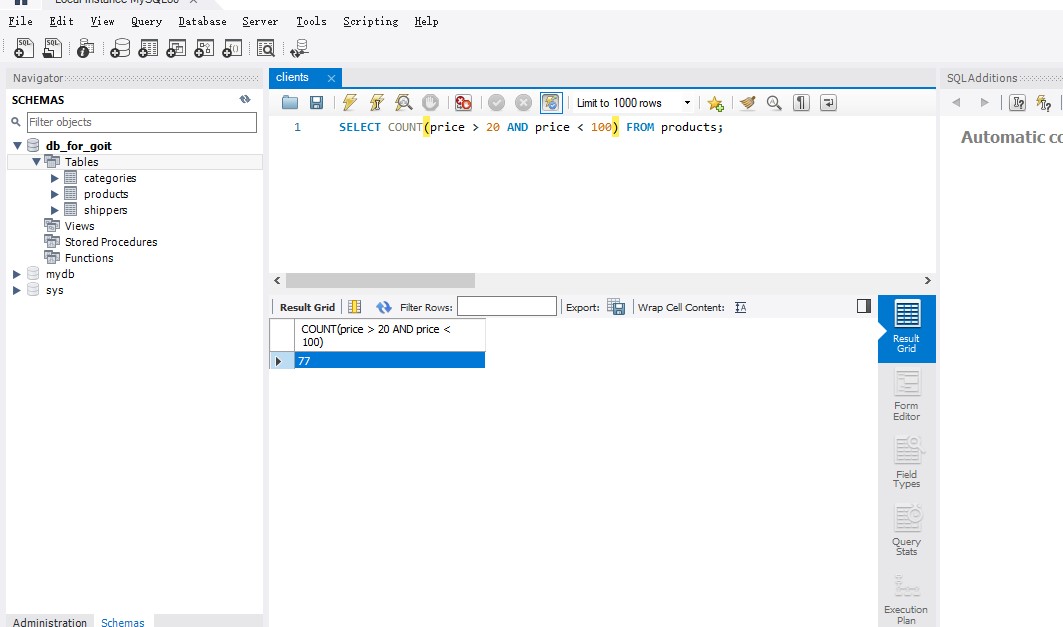 Local instance MySQL80 ×
File Edit View Query Database Server Tools Scripting Help
Navigator
SCHEMAS
Filter objects
db_for_goit
Tables
categories
products
shippers
Views
Stored Procedures
Functions
mydb
sys
Administration Schemas
clients ×
Limit to 1000 rows
1 SELECT COUNT(price > 20 AND price < 100) FROM products;
Result Grid Filter Rows: Export: Wrap Cell Content: IA
COUNT(price > 20 AND price <
100)
77
Result
Grid
Form
Editor
Field
Types
Query
Stats
Execution
Plan
SQLAdditions
Automatic co